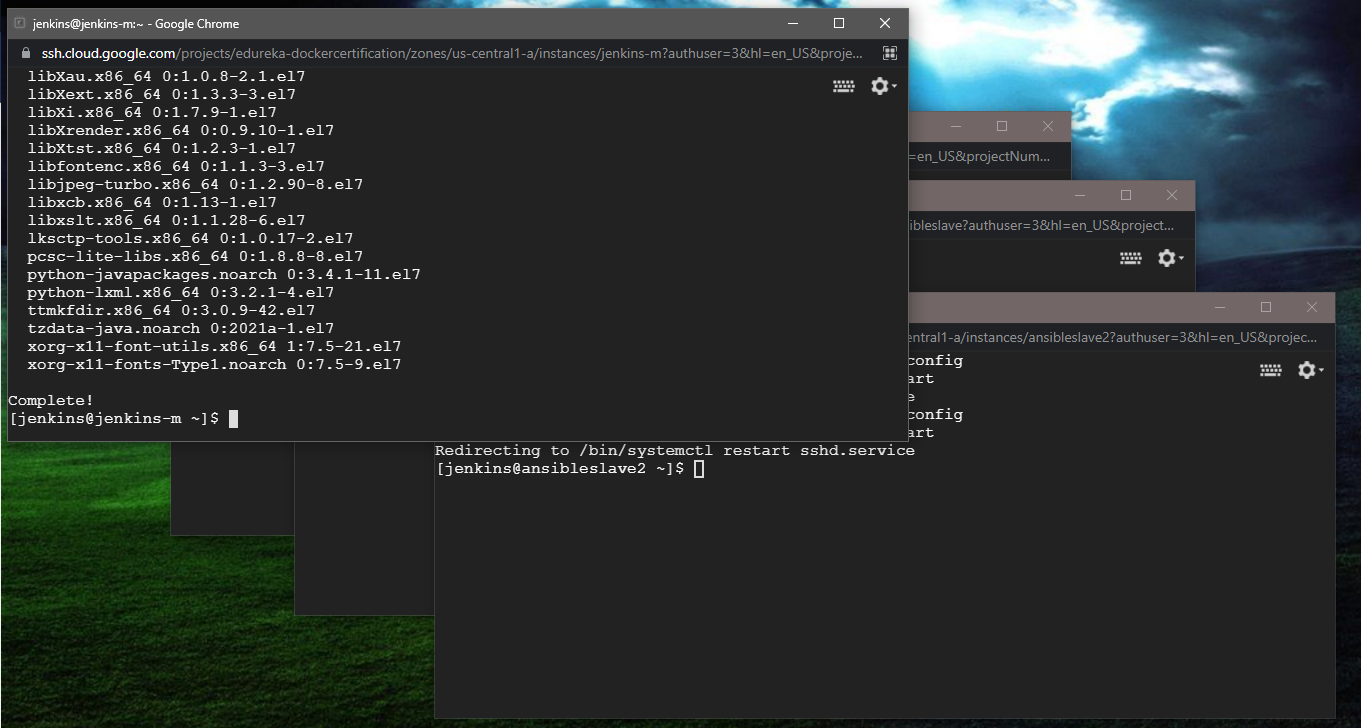 jenkins@jenkins-m:~ - Google Chrome
ssh.cloud.google.com/projects/edureka-dockercertification/zones/us-central1-a/instances/jenkins-m?authuser=3&hl=en_US&proje...
libXau.x86_64 0:1.0.8-2.1.el7
libXext.x86_64 0:1.3.3-3.el7
libXi.x86_64 0:1.7.9-1.el7
libXrender.x86_64 0:0.9.10-1.el7
libXtst.x86_64 0:1.2.3-1.el7
libfontenc.x86_64 0:1.1.3-3.el7
libjpeg-turbo.x86_64 0:1.2.90-8.el7
libxcb.x86_64 0:1.13-1.el7
libxslt.x86_64 0:1.1.28-6.el7
lksctp-tools.x86_64 0:1.0.17-2.el7
pcsc-lite-libs.x86_64 0:1.8.8-8.el7
python-javapackages.noarch 0:3.4.1-11.el7
python-lxml.x86_64 0:3.2.1-4.el7
ttmkfdir.x86_64 0:3.0.9-42.el7
tzdata-java.noarch 0:2021a-1.el7
xorg-x11-font-utils.x86_64 1:7.5-21.el7
xorg-x11-fonts-Type1.noarch 0:7.5-9.el7
Complete!
[jenkins@jenkins-m ~]$
=en_US&projectNum...
ibleslave?authuser=3&hl=en_US&project...
entral1-a/instances/ansibleslave2?authuser=3&hl=en_US&projec...
config
art
e
config
art
Redirecting to /bin/systemctl restart sshd.service
[jenkins@ansibleslave2 ~]$